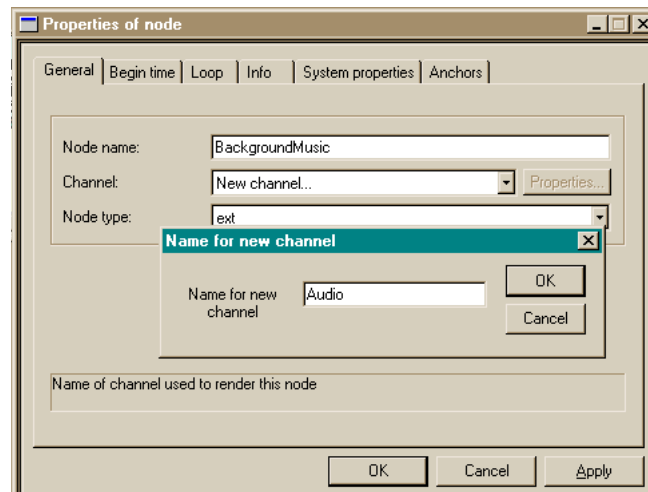 Properties of node
General Begin time Loop Info System properties Anchors
Node name: BackgroundMusic
Channel: New channel... Properties...
Node type: ext
Name for new channel
Name for new channel Audio
OK
Cancel
Name of channel used to render this node
OK Cancel Apply